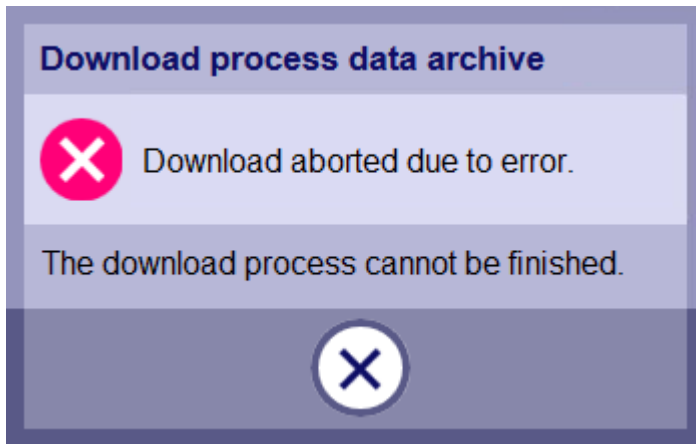 Download process data archive
Download aborted due to error.
The download process cannot be finished.